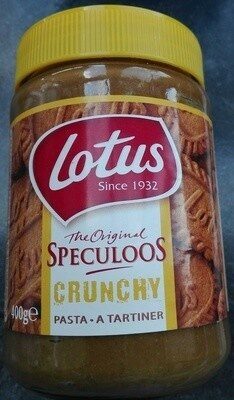 Lotus
Since 1932
The Original
SPECULOOS
CRUNCHY
400g℮
PASTA • A TARTINER